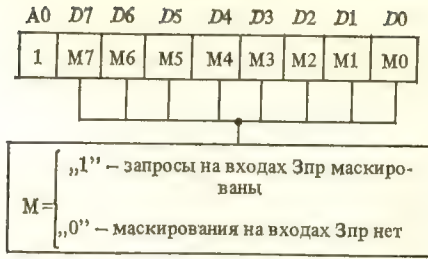 A0 D7 D6 D5 D4 D3 D2 D1 D0
1 M7 M6 M5 M4 M3 M2 M1 M0
„1” – запросы на входах Зпр маскиро-
ваны
M=
„0” – маскирования на входах Зпр нет